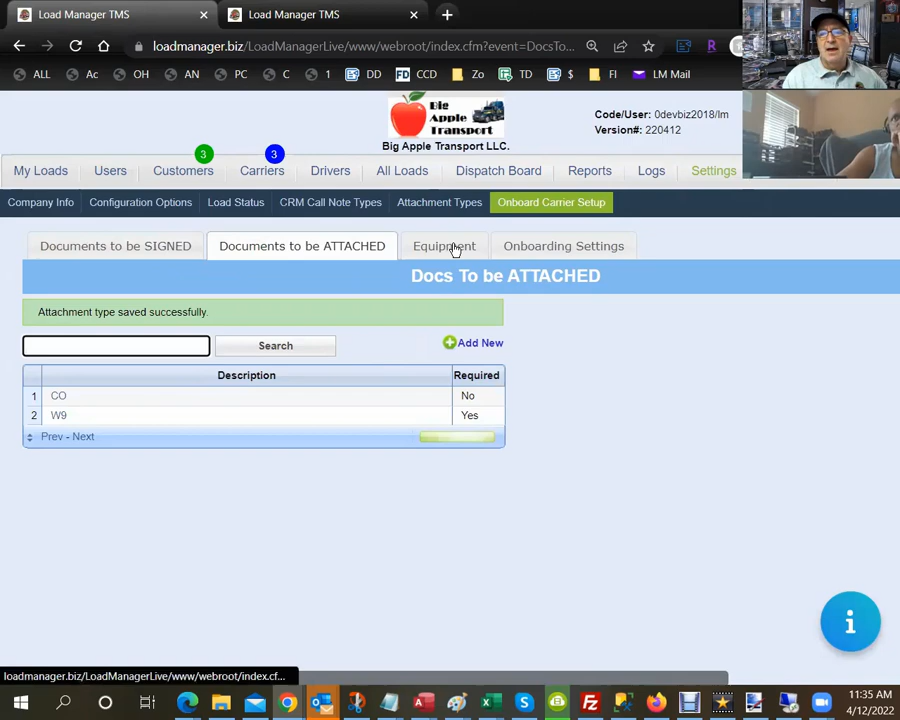 Load Manager TMS
Load Manager TMS
loadmanager.biz/LoadManagerLive/www/webroot/index.cfm?event=DocsTo...
ALL
Ac
OH
AN
PC
C
1
DD
FD CCD
Zo
TD
$
FI
LM Mail
Big
Apple
Transport
Big Apple Transport LLC.
Code/User: 0devbiz2018/lm
Version#: 220412
3
3
My Loads
Users
Customers
Carriers
Drivers
All Loads
Dispatch Board
Reports
Logs
Settings
Company Info
Configuration Options
Load Status
CRM Call Note Types
Attachment Types
Onboard Carrier Setup
Documents to be SIGNED
Documents to be ATTACHED
Equipment
Onboarding Settings
Docs To be ATTACHED
Attachment type saved successfully.
Search
Add New
Description Required
1 CO No
2 W9 Yes
Prev - Next
i
loadmanager.biz/LoadManagerLive/www/webroot/index.cf...
11:35 AM
4/12/2022